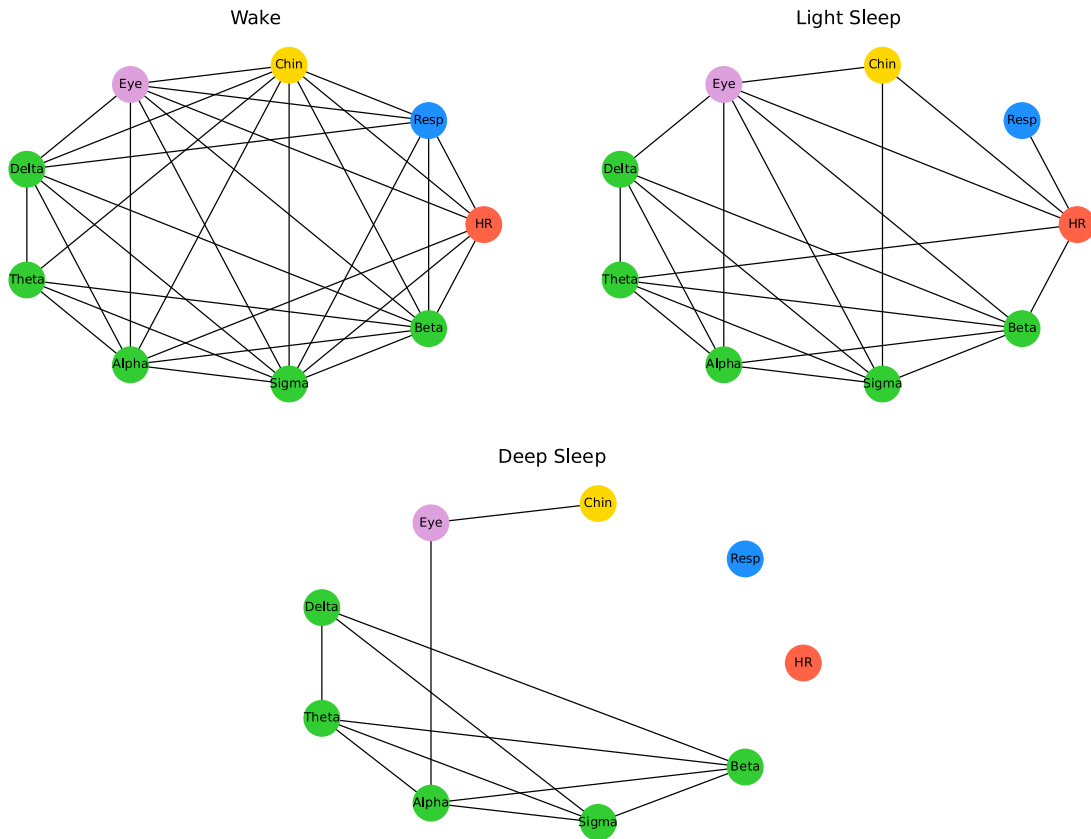 Wake
Chin
Eye
Resp
Delta
HR
Theta
Beta
Alpha
Sigma
Light Sleep
Chin
Eye
Resp
Delta
HR
Theta
Beta
Alpha
Sigma
Deep Sleep
Chin
Eye
Resp
Delta
HR
Theta
Beta
Alpha
Sigma